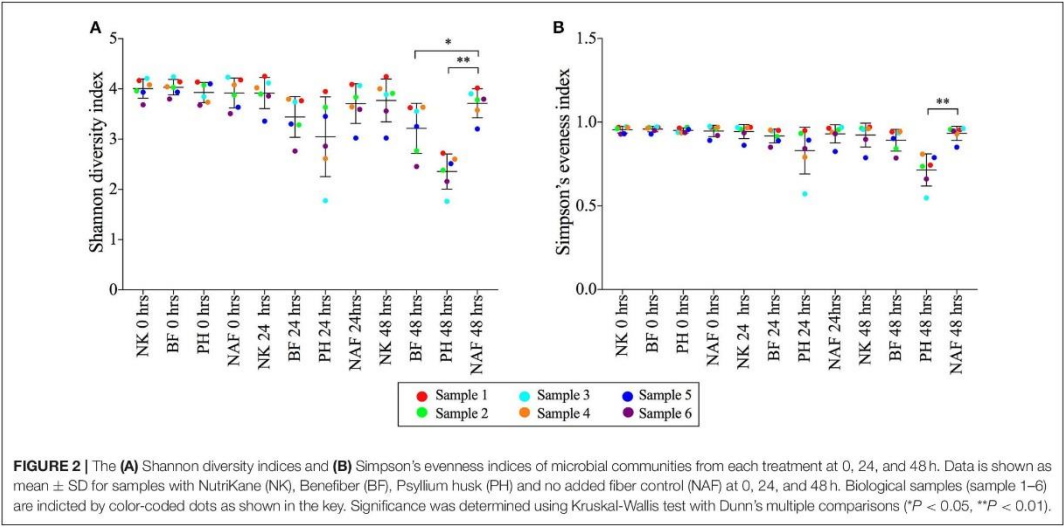 A
B
*
**
**
Shannon diversity index
5
4
3
2
1
0
NK 0 hrs
BF 0 hrs
PH 0 hrs
NAF 0 hrs
NK 24 hrs
BF 24 hrs
PH 24 hrs
NAF 24hrs
NK 48 hrs
BF 48 hrs
PH 48 hrs
NAF 48 hrs
Simpson's eveness index
1.5
1.0
0.5
0.0
NK 0 hrs
BF 0 hrs
PH 0 hrs
NAF 0 hrs
NK 24 hrs
BF 24 hrs
PH 24 hrs
NAF 24hrs
NK 48 hrs
BF 48 hrs
PH 48 hrs
NAF 48 hrs
Sample 1 Sample 3 Sample 5
Sample 2 Sample 4 Sample 6
FIGURE 2 | The (A) Shannon diversity indices and (B) Simpson's evenness indices of microbial communities from each treatment at 0, 24, and 48 h. Data is shown as
mean ± SD for samples with NutriKane (NK), Benefiber (BF), Psyllium husk (PH) and no added fiber control (NAF) at 0, 24, and 48 h. Biological samples (sample 1–6)
are indicted by color-coded dots as shown in the key. Significance was determined using Kruskal-Wallis test with Dunn's multiple comparisons (*P < 0.05, **P < 0.01).